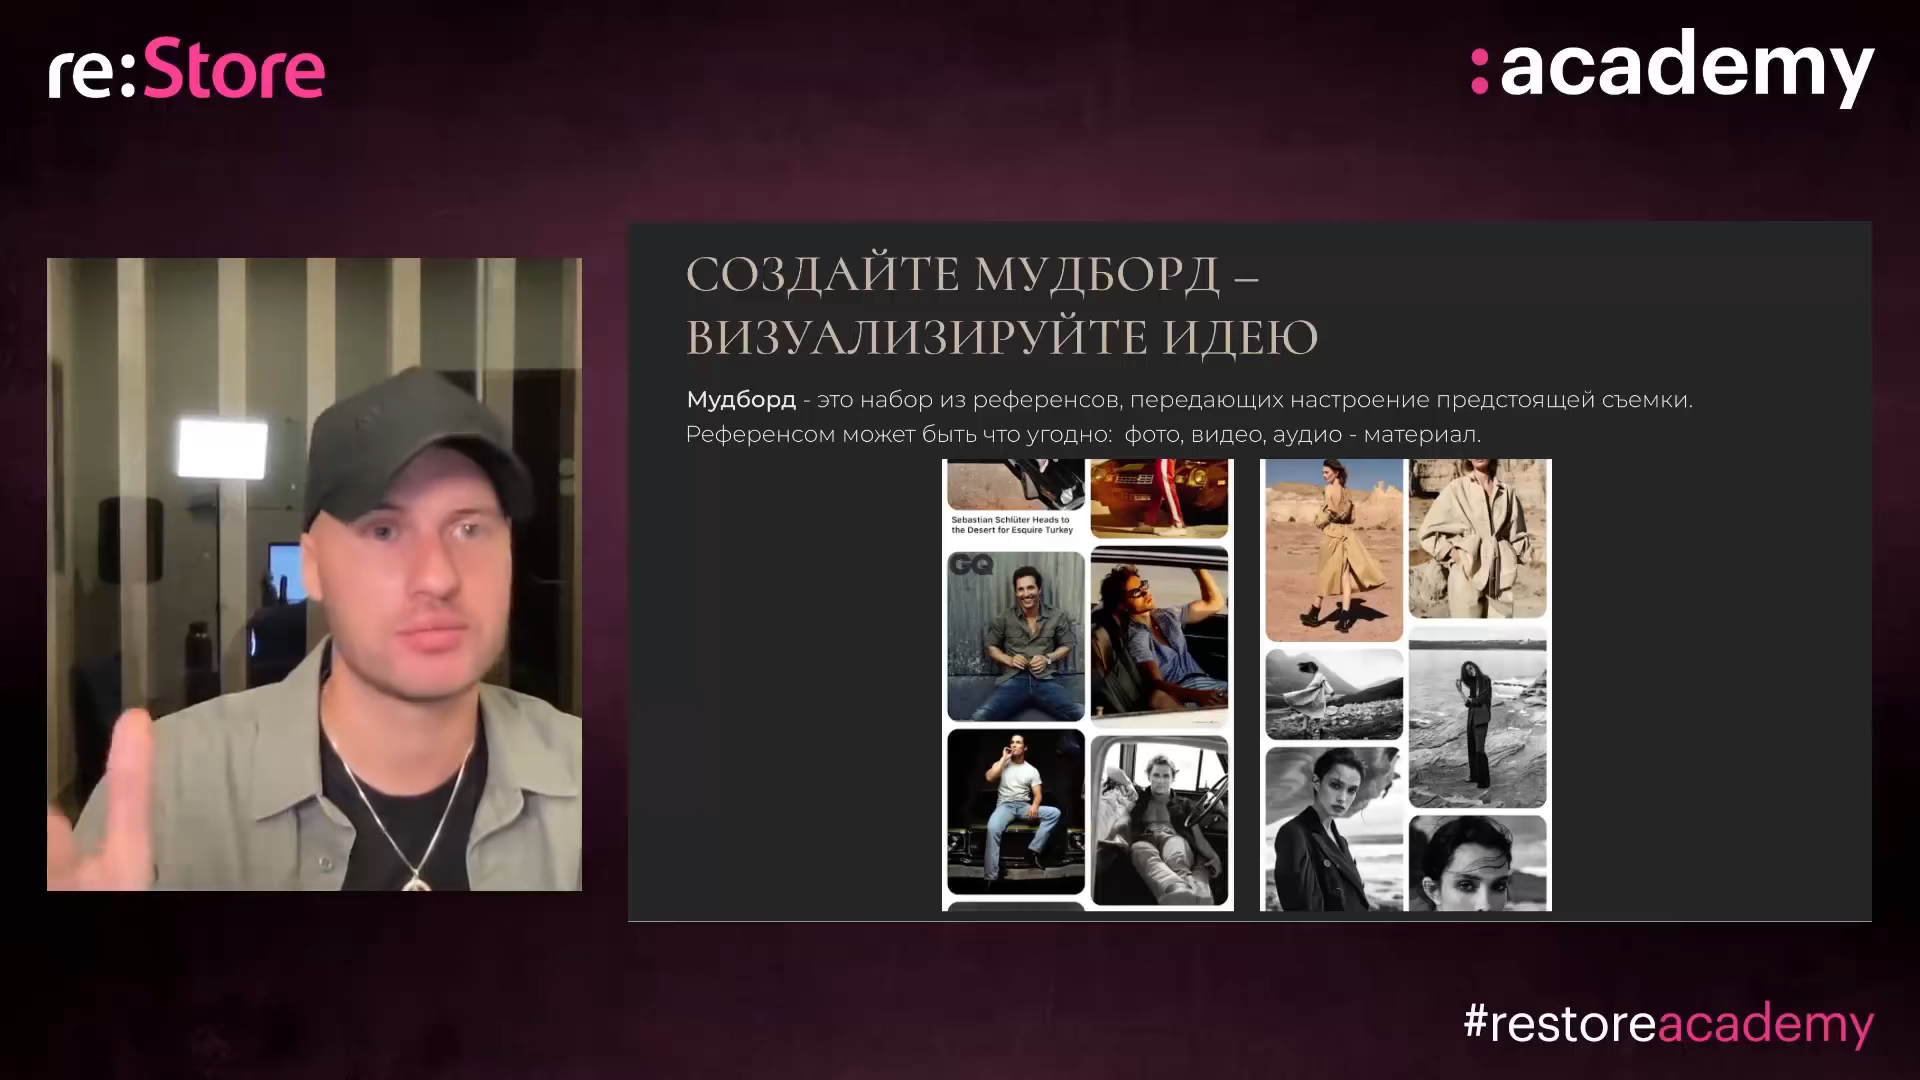 re:Store
:academy
СОЗДАЙТЕ МУДБОРД –
ВИЗУАЛИЗИРУЙТЕ ИДЕЮ
Мудборд - это набор из референсов, передающих настроение предстоящей съемки.
Референсом может быть что угодно: фото, видео, аудио - материал.
Sebastian Schlüter Heads to
the Desert for Esquire Turkey
GQ
#restoreacademy